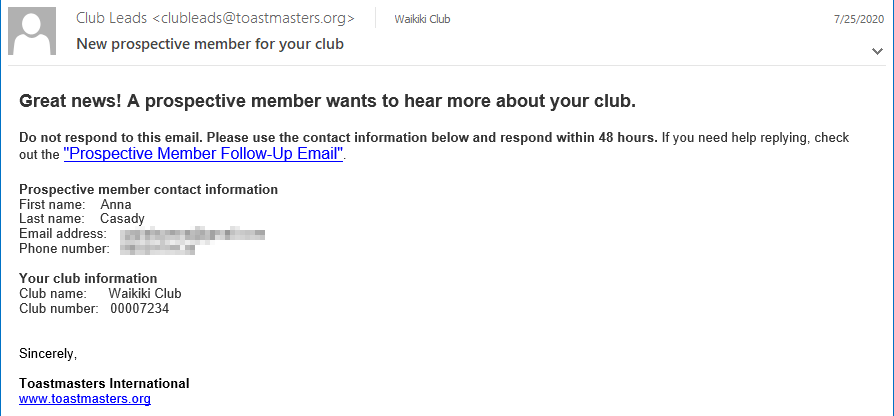 Club Leads <clubleads@toastmasters.org>
Waikiki Club
7/25/2020
New prospective member for your club
Great news! A prospective member wants to hear more about your club.
Do not respond to this email. Please use the contact information below and respond within 48 hours. If you need help replying, check
out the "Prospective Member Follow-Up Email".
Prospective member contact information
First name: Anna
Last name: Casady
Email address:
Phone number:
Your club information
Club name: Waikiki Club
Club number: 00007234
Sincerely,
Toastmasters International
www.toastmasters.org